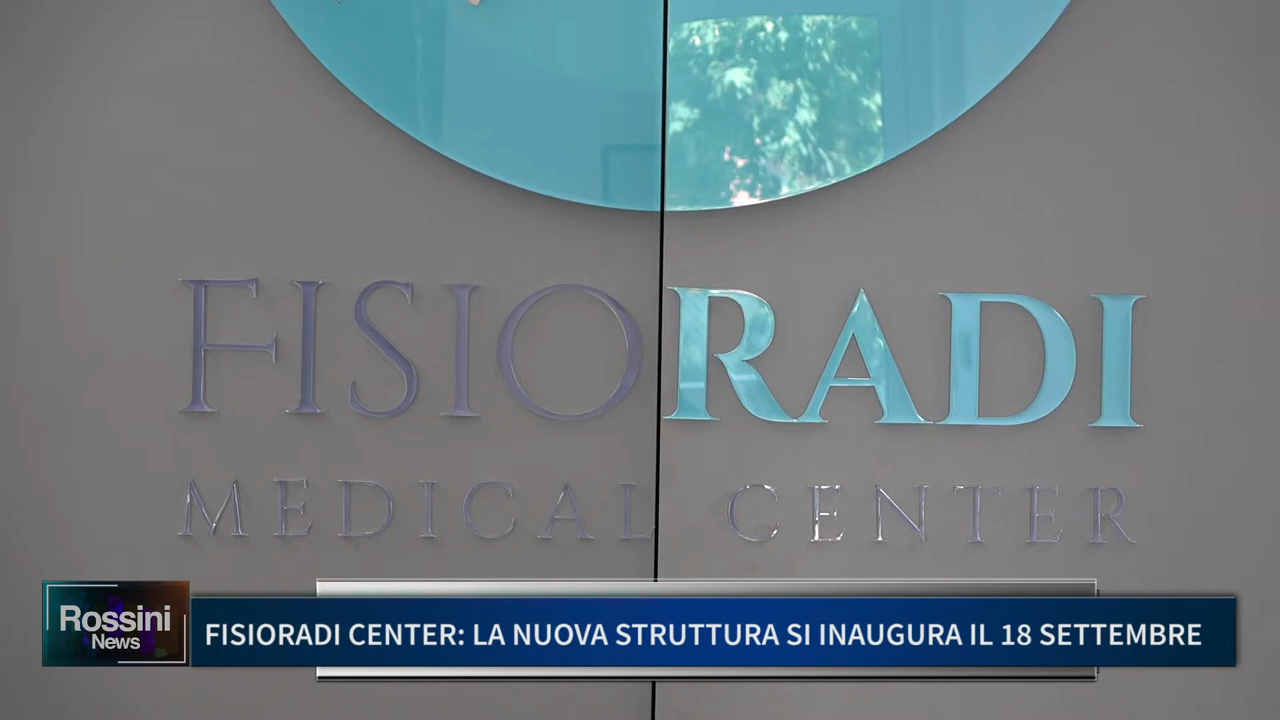 FISIORADI
MEDICAL CENTER
Rossini
News
FISIORADI CENTER: LA NUOVA STRUTTURA SI INAUGURA IL 18 SETTEMBRE